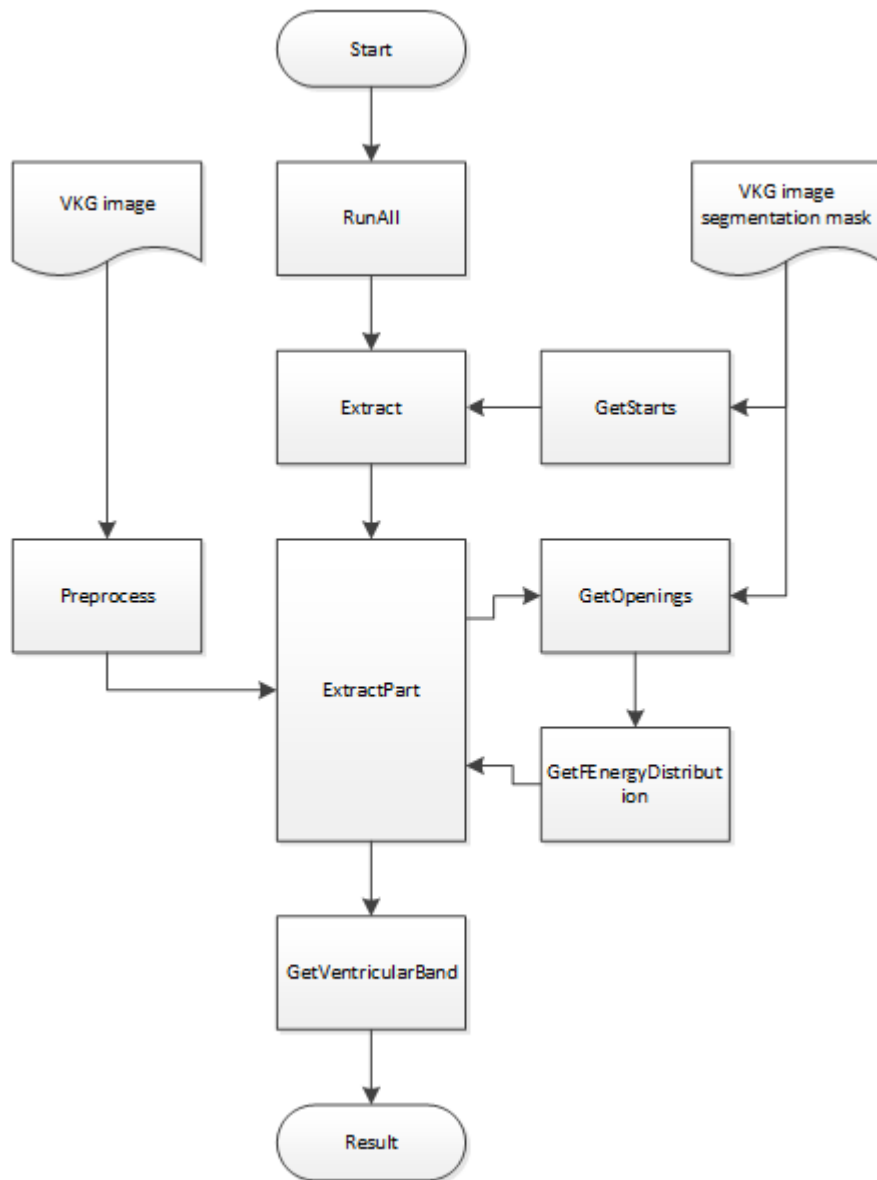 Start
VKG image
RunAll
VKG image
segmentation mask
Extract
GetStarts
Preprocess
GetOpenings
ExtractPart
GetFEnergyDistribut
ion
GetVentricularBand
Result